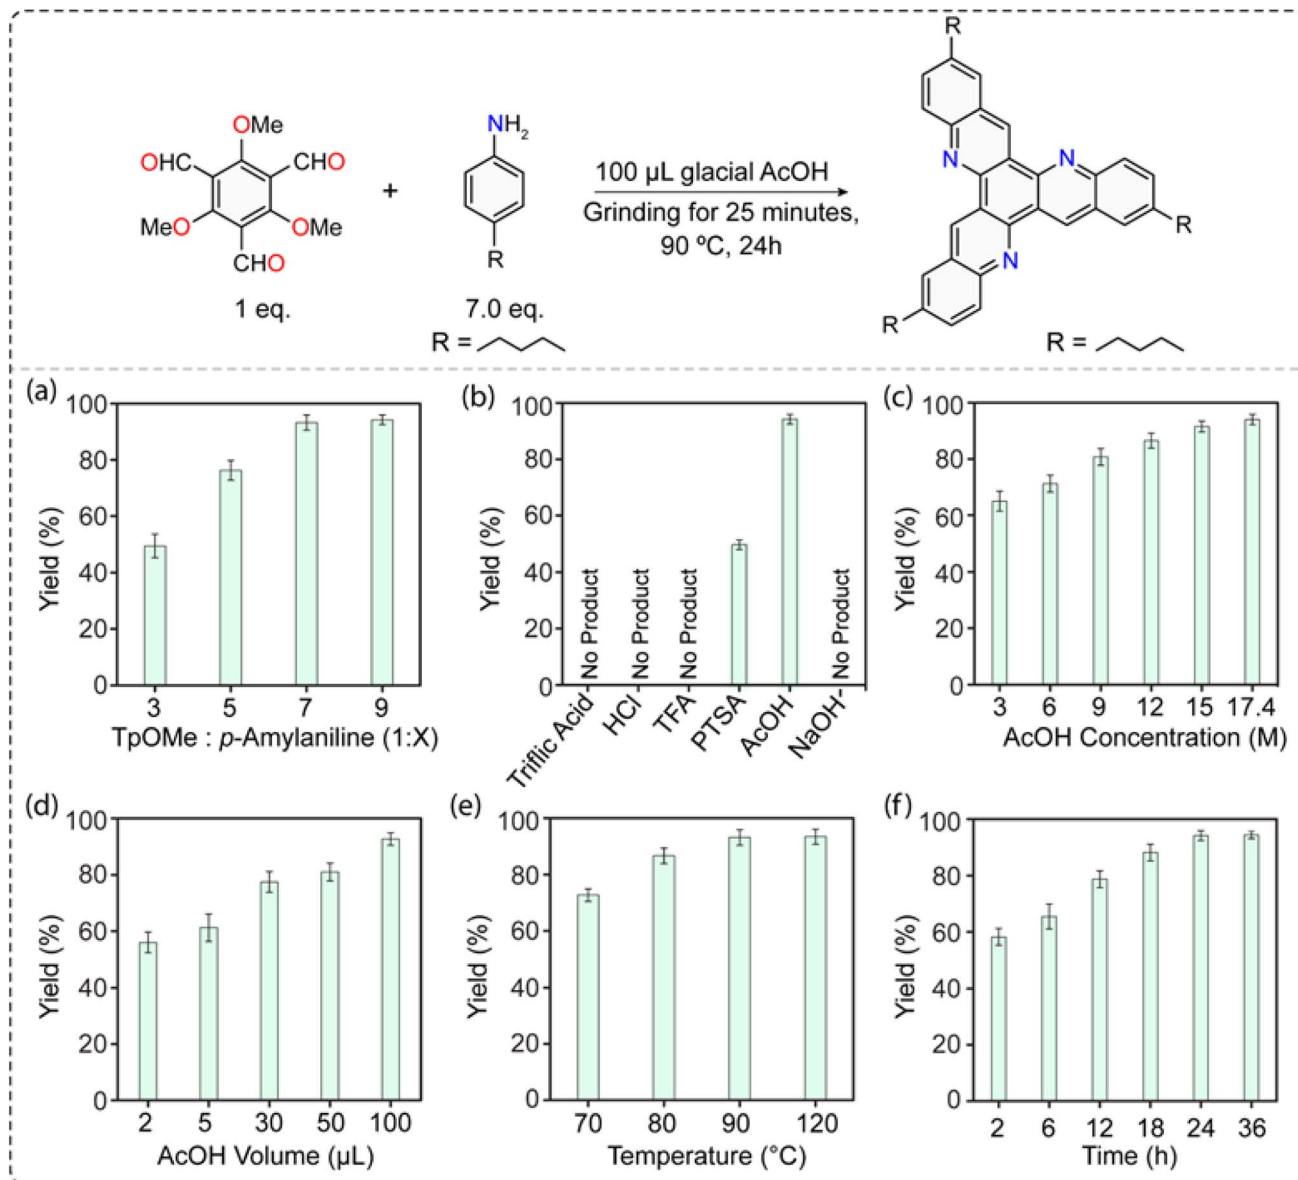 R
OMe
OHC
CHO
MeO
OMe
CHO
1 eq.
+
NH2
R
7.0 eq.
R =
100 µL glacial AcOH
Grinding for 25 minutes,
90 ºC, 24h
N
N
R
N
R
R =
(a)
100
80
60
40
20
0
Yield (%)
3 5 7 9
TpOMe : p-Amylaniline (1:X)
(b)
100
80
60
40
20
0
Yield (%)
No Product
No Product
No Product
No Product
Triflic Acid
HCl
TFA
PTSA
AcOH
NaOH
(c)
100
80
60
40
20
0
Yield (%)
3 6 9 12 15 17.4
AcOH Concentration (M)
(d)
100
80
60
40
20
0
Yield (%)
2 5 30 50 100
AcOH Volume (µL)
(e)
100
80
60
40
20
0
Yield (%)
70 80 90 120
Temperature (°C)
(f)
100
80
60
40
20
0
Yield (%)
2 6 12 18 24 36
Time (h)